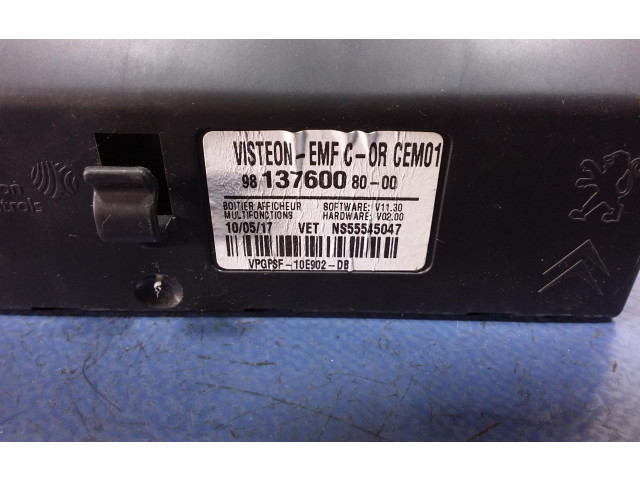 VISTEON-EMF C-OR CEM01
98 137600 80-00
BOITIER AFFICHEUR SOFTWARE: V11.30
MULTIFONCTIONS HARDWARE: V02.00
10/05/17 VET NS55545047
VPGPSF-10E902-DB